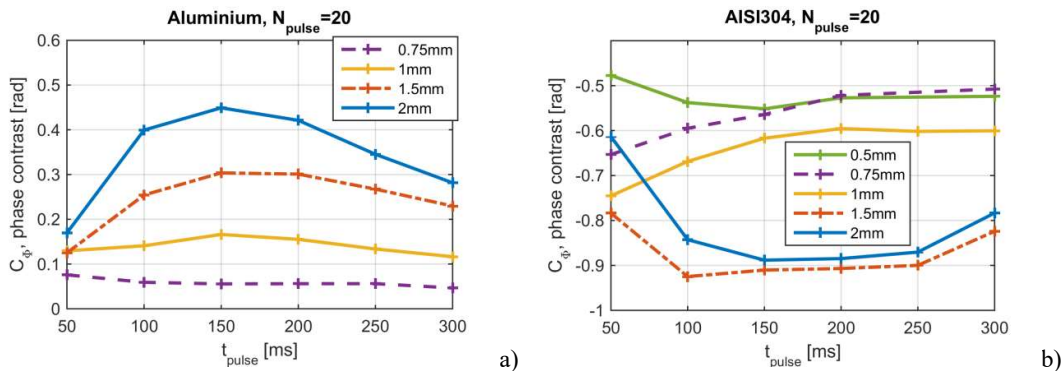 Aluminium, N_pulse=20
0.6
0.5
0.4
0.3
0.2
0.1
0
C_Φ, phase contrast [rad]
0.75mm
1mm
1.5mm
2mm
50 100 150 200 250 300
t_pulse [ms]
a)
AISI304, N_pulse=20
-0.5
-0.6
-0.7
-0.8
-0.9
-1
C_Φ, phase contrast [rad]
0.5mm
0.75mm
1mm
1.5mm
2mm
50 100 150 200 250 300
t_pulse [ms]
b)